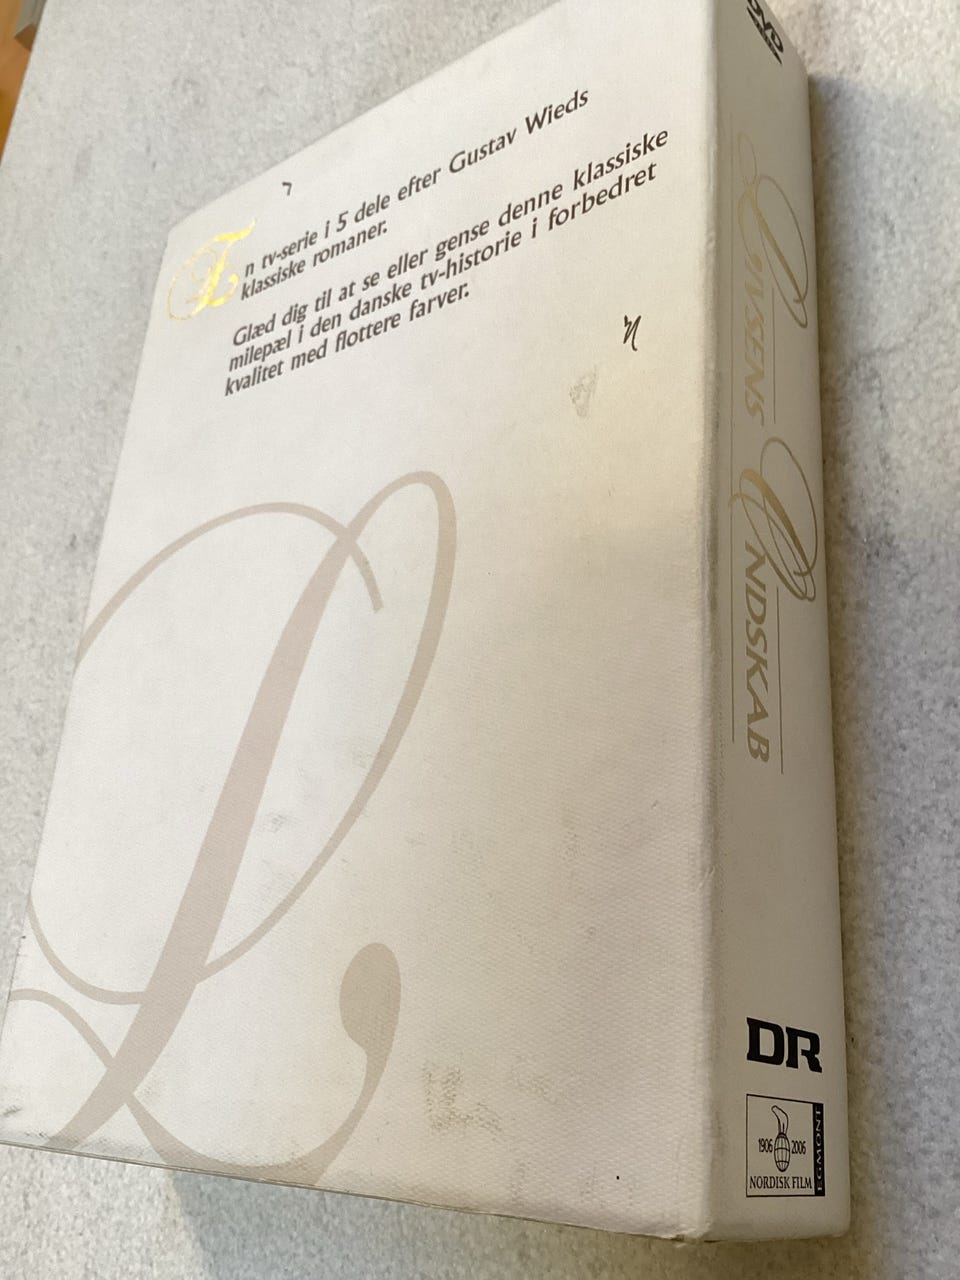 En tv-serie i 5 dele efter Gustav Wieds
klassiske romaner.
Glæd dig til at se eller gense denne klassiske
milepæl i den danske tv-historie i forbedret
kvalitet med flottere farver.
DVD
LIVSENS ONDSKAB
DR
1906 2006
NORDISK FILM
EGMONT